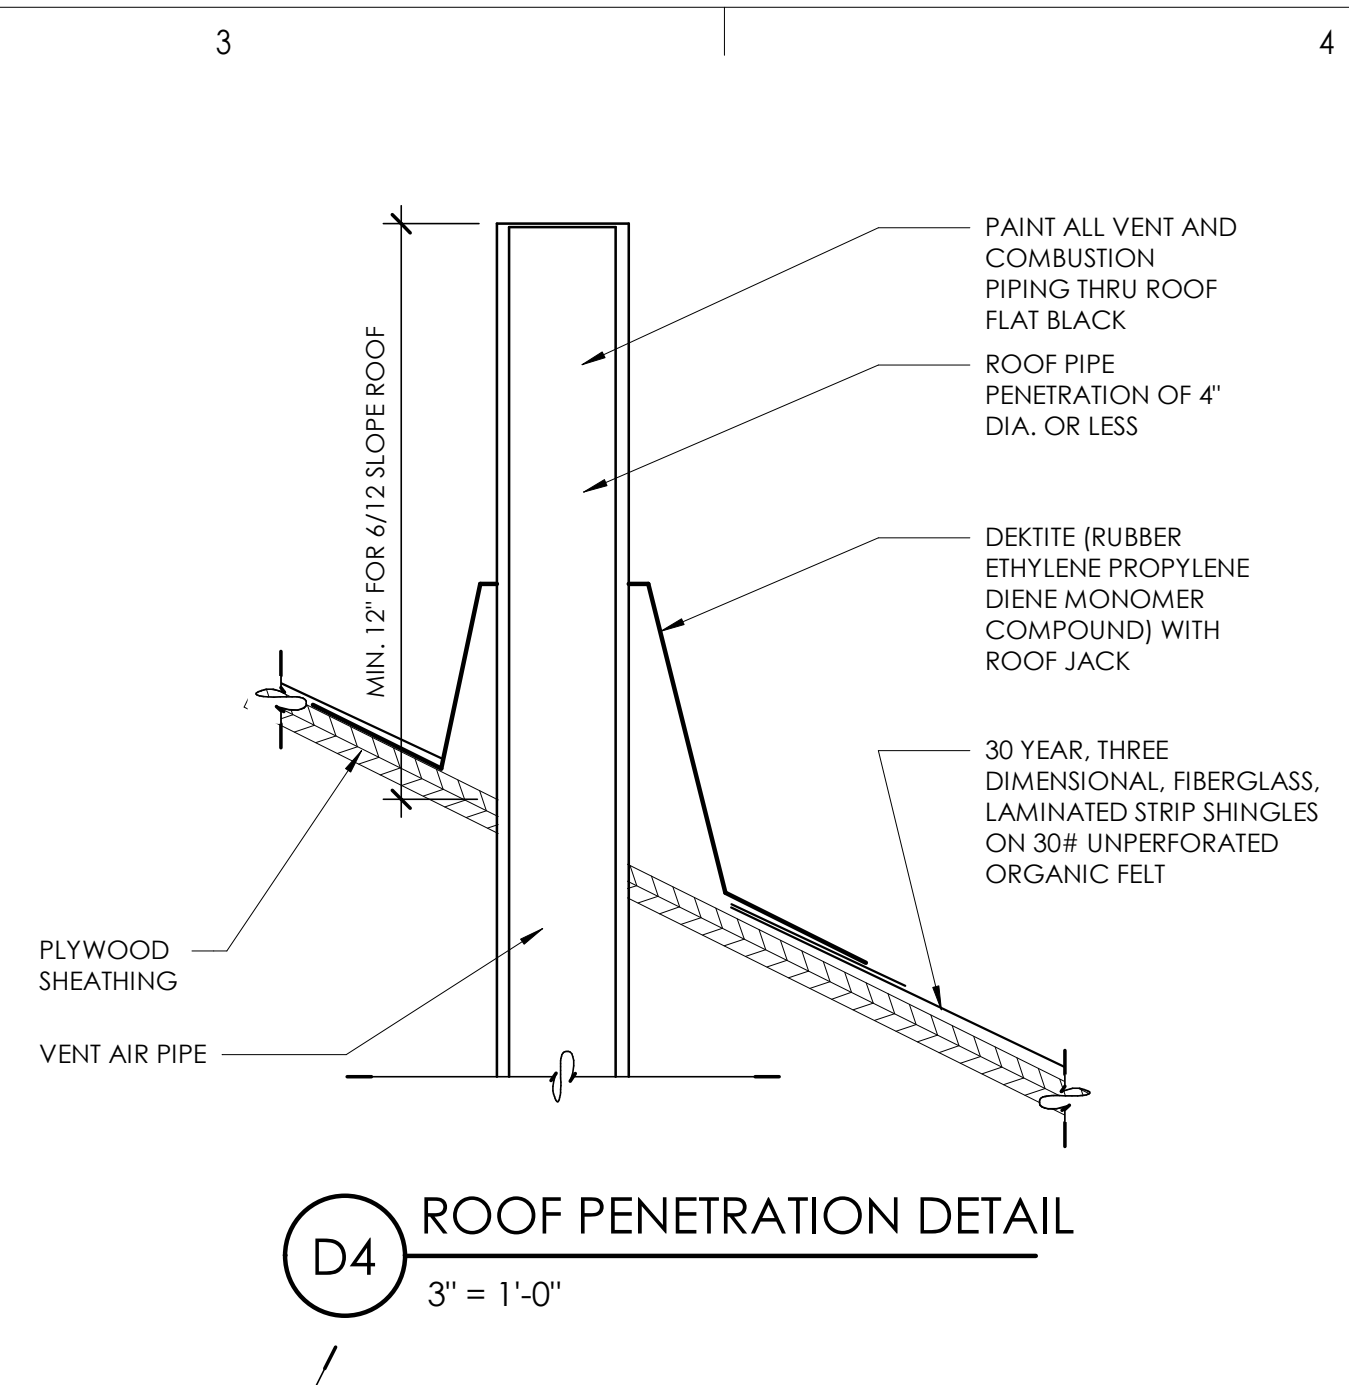 3
4
PAINT ALL VENT AND
COMBUSTION
PIPING THRU ROOF
FLAT BLACK
ROOF PIPE
PENETRATION OF 4"
DIA. OR LESS
MIN. 12" FOR 6/12 SLOPE ROOF
DEKTITE (RUBBER
ETHYLENE PROPYLENE
DIENE MONOMER
COMPOUND) WITH
ROOF JACK
30 YEAR, THREE
DIMENSIONAL, FIBERGLASS,
LAMINATED STRIP SHINGLES
ON 30# UNPERFORATED
ORGANIC FELT
PLYWOOD
SHEATHING
VENT AIR PIPE
D4
ROOF PENETRATION DETAIL
3" = 1'-0"